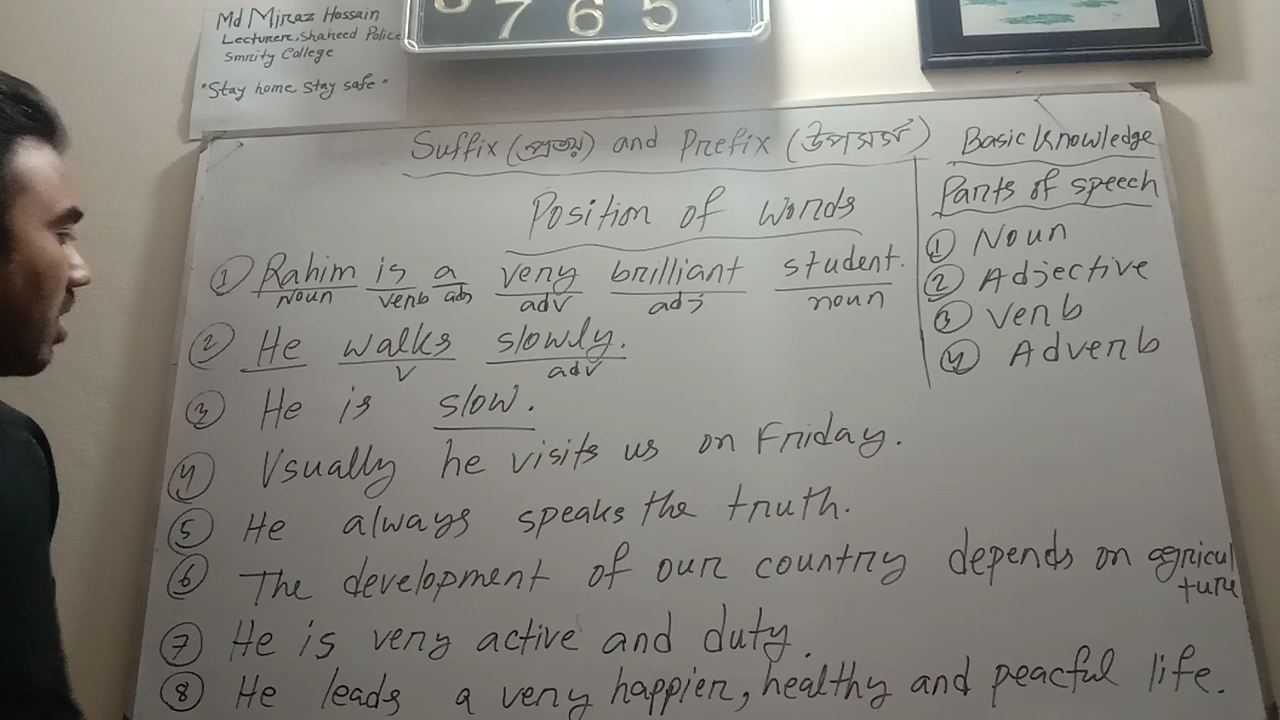 Md Miraz Hossain
Lecturer, Shaheed Police
Smrity College
"Stay home stay safe"
7 6 5
Suffix (প্রত্যয়) and Prefix (উপসর্গ)
Basic Knowledge
Parts of speech
① Noun
② Adjective
③ Verb
④ Adverb
Position of Words
① Rahim is a very brilliant student.
Noun verb adj adv adj noun
② He walks slowly.
V adv
③ He is slow.
④ Usually he visits us on Friday.
⑤ He always speaks the truth.
⑥ The development of our country depends on agricul
ture
⑦ He is very active and duty.
⑧ He leads a very happier, healthy and peacful life.